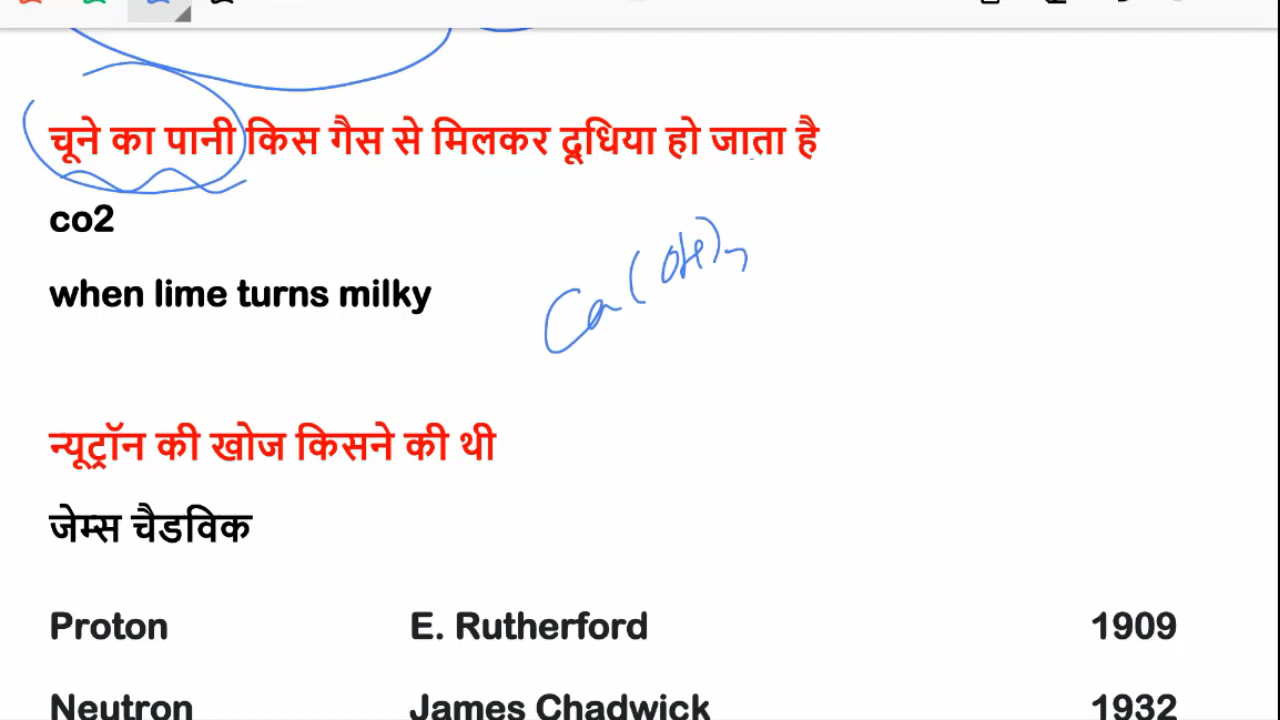 चूने का पानी किस गैस से मिलकर दूधिया हो जाता है
co2
when lime turns milky
Ca(OH)2
न्यूट्रॉन की खोज किसने की थी
जेम्स चैडविक
Proton E. Rutherford 1909
Neutron James Chadwick 1932